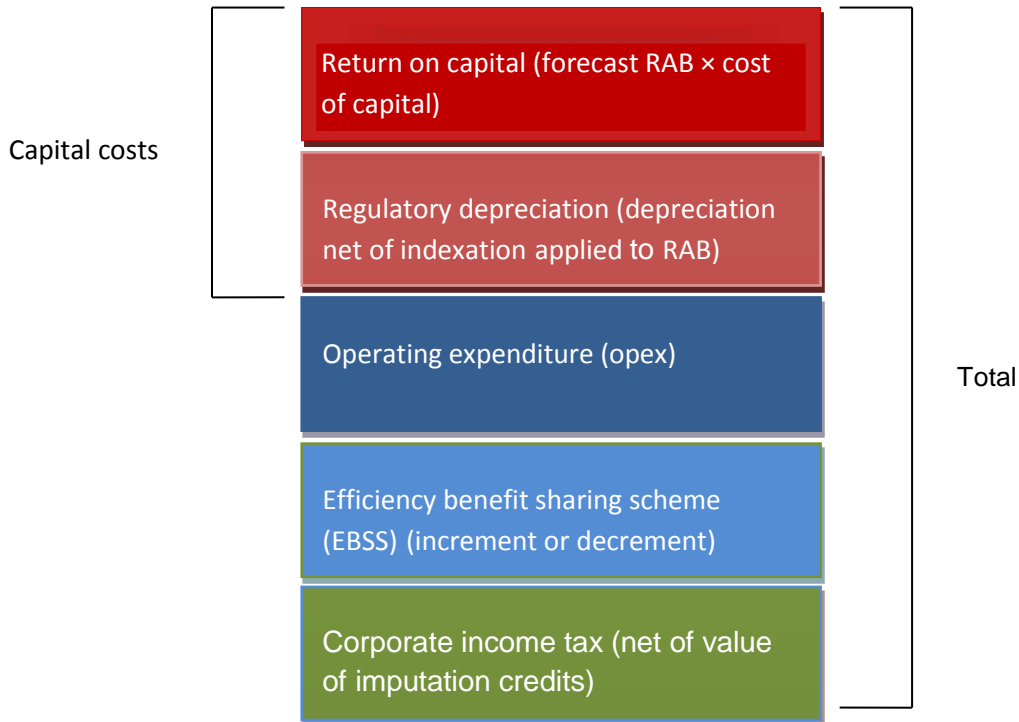 Return on capital (forecast RAB × cost
of capital)
Capital costs
Regulatory depreciation (depreciation
net of indexation applied to RAB)
Operating expenditure (opex)
Total
Efficiency benefit sharing scheme
(EBSS) (increment or decrement)
Corporate income tax (net of value
of imputation credits)